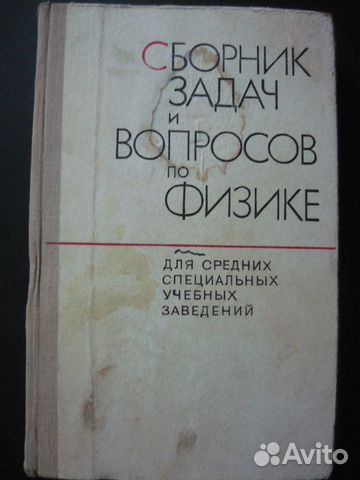 СБОРНИК
ЗАДАЧ
и
ВОПРОСОВ
по
ФИЗИКЕ
ДЛЯ СРЕДНИХ
СПЕЦИАЛЬНЫХ
УЧЕБНЫХ
ЗАВЕДЕНИЙ
Avito